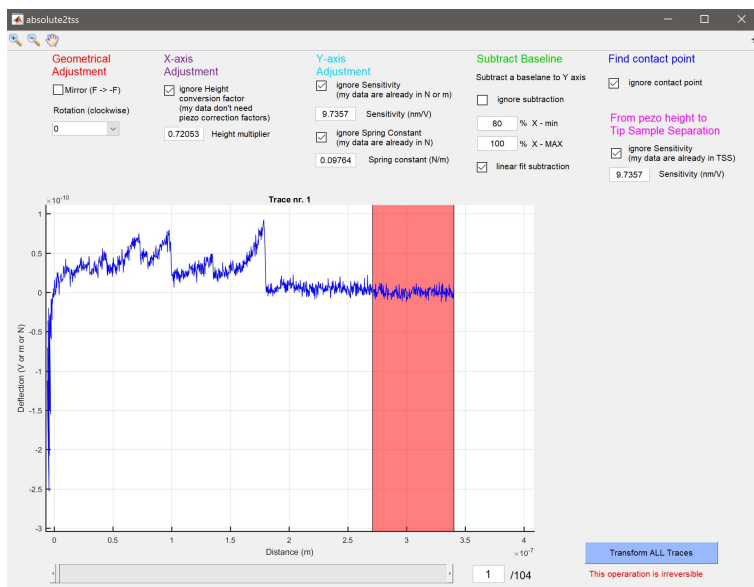 absolute2tss
Geometrical
Adjustment
Mirror (F -> -F)
Rotation (clockwise)
0
X-axis
Adjustment
ignore Height
conversion factor
(my data don't need
piezo correction factors)
0.72053 Height multiplier
Y-axis
Adjustment
ignore Sensitivity
(my data are already in N or m)
9.7357 Sensitivity (nm/V)
ignore Spring Constant
(my data are already in N)
0.09764 Spring constant (N/m)
Subtract Baseline
Subtract a baselane to Y axis
ignore subtraction
80 % X - min
100 % X - MAX
linear fit subtraction
Find contact point
ignore contact point
From pezo height to
Tip Sample Separation
ignore Sensitivity
(my data are already in TSS)
9.7357 Sensitivity (nm/V)
Trace nr. 1
×10⁻¹⁰
1
0.5
0
-0.5
-1
-1.5
-2
-2.5
-3
Deflection (V or m or N)
0 0.5 1 1.5 2 2.5 3 3.5 4
Distance (m)
×10⁻⁷
1 /104
Transform ALL Traces
This operaration is irreversible